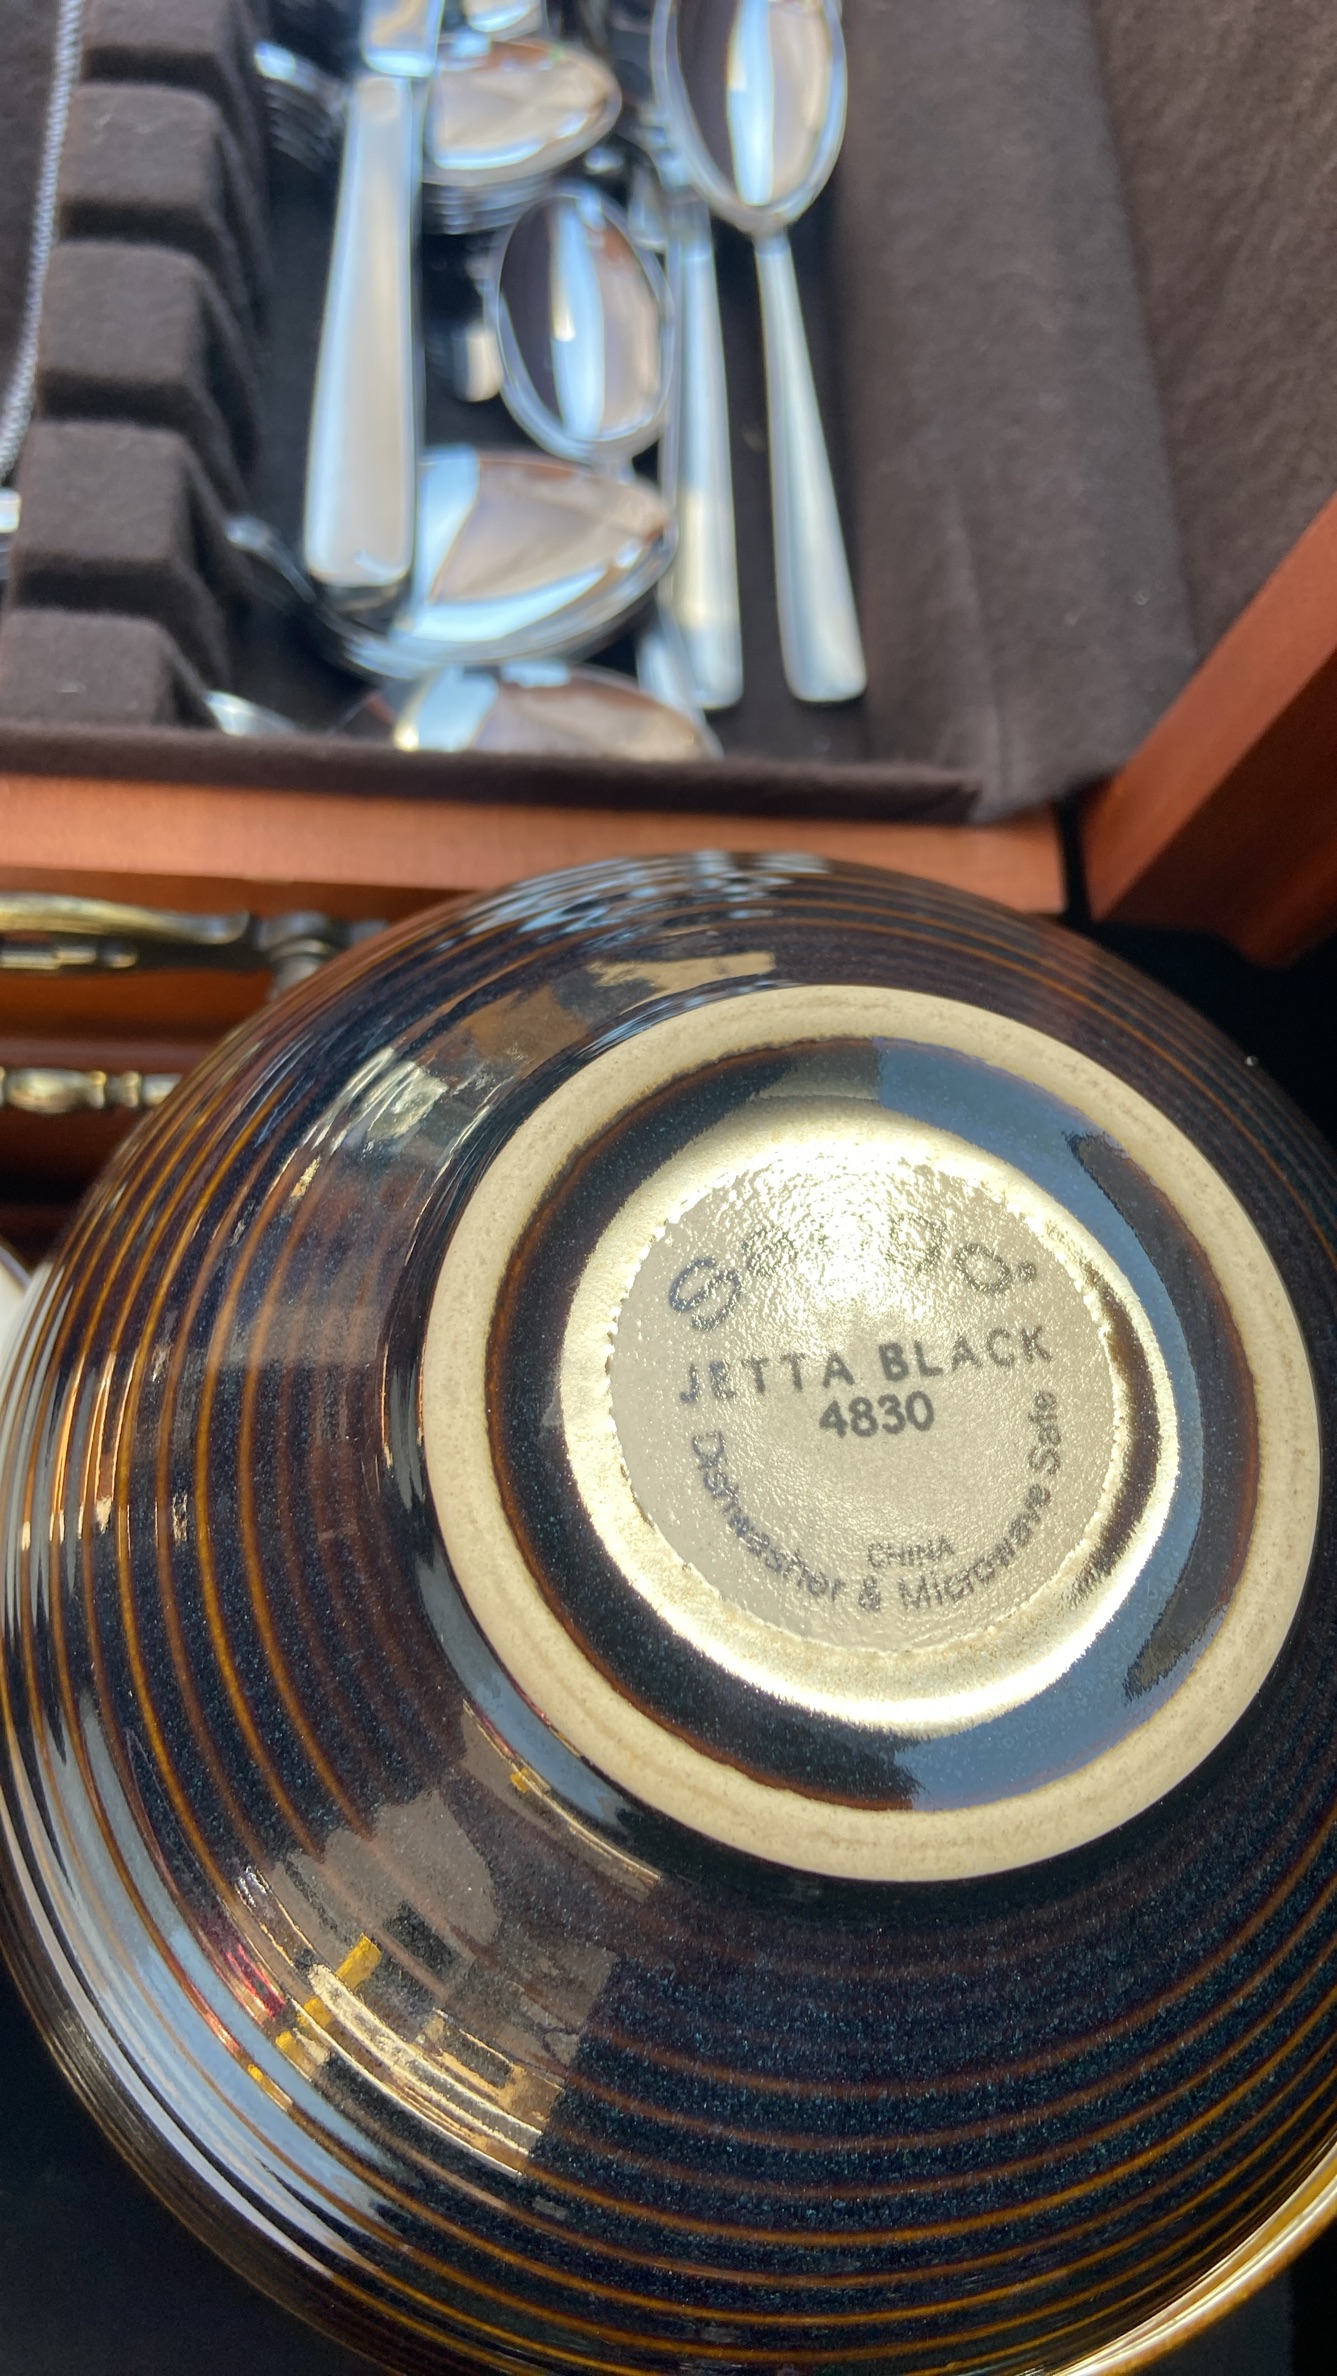 JETTA BLACK
4830
CHINA
Dishwasher & Microwave Safe